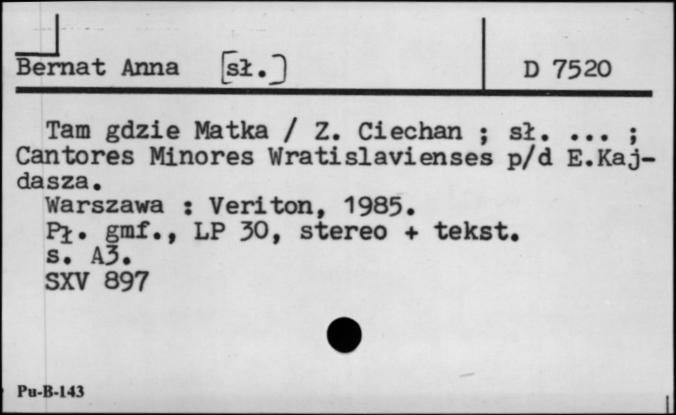 Bernat Anna [sł.] D 7520
Tam gdzie Matka / Z. Ciechan ; sł. ... ;
Cantores Minores Wratislavienses p/d E.Kaj-
dasza.
Warszawa : Veriton, 1985.
Pł. gmf., LP 30, stereo + tekst.
s. A3.
SXV 897
Pu-B-143